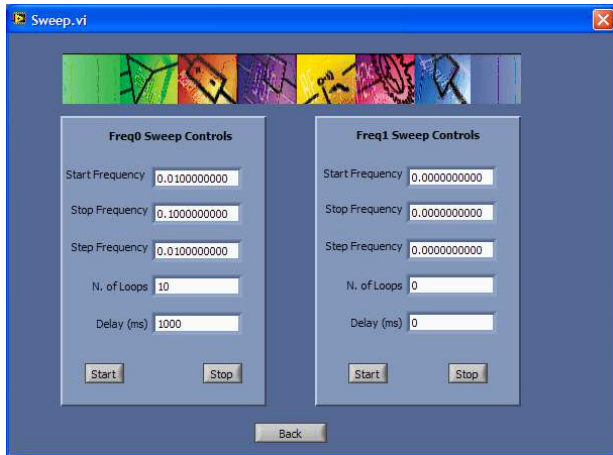 Sweep.vi
Freq0 Sweep Controls
Start Frequency 0.0100000000
Stop Frequency 0.1000000000
Step Frequency 0.0100000000
N. of Loops 10
Delay (ms) 1000
Start Stop
Freq1 Sweep Controls
Start Frequency 0.0000000000
Stop Frequency 0.0000000000
Step Frequency 0.0000000000
N. of Loops 0
Delay (ms) 0
Start Stop
Back